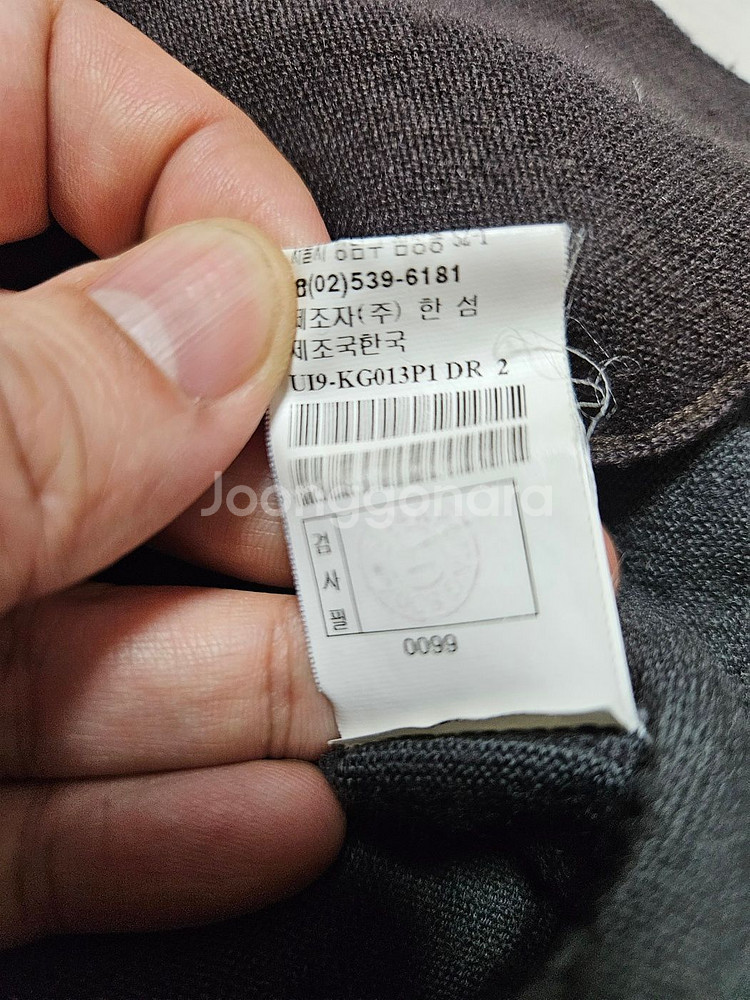 (02)539-6181
제조자(주) 한 섬
제조국한국
UI9-KG013P1 DR 2
Joonggonara
검
사
필
0099